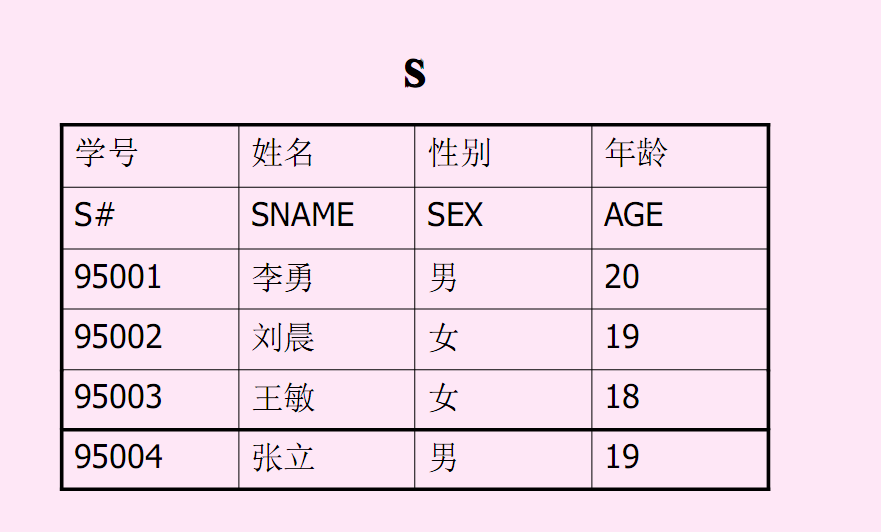 S
学号 姓名 性别 年龄
S# SNAME SEX AGE
95001 李勇 男 20
95002 刘晨 女 19
95003 王敏 女 18
95004 张立 男 19